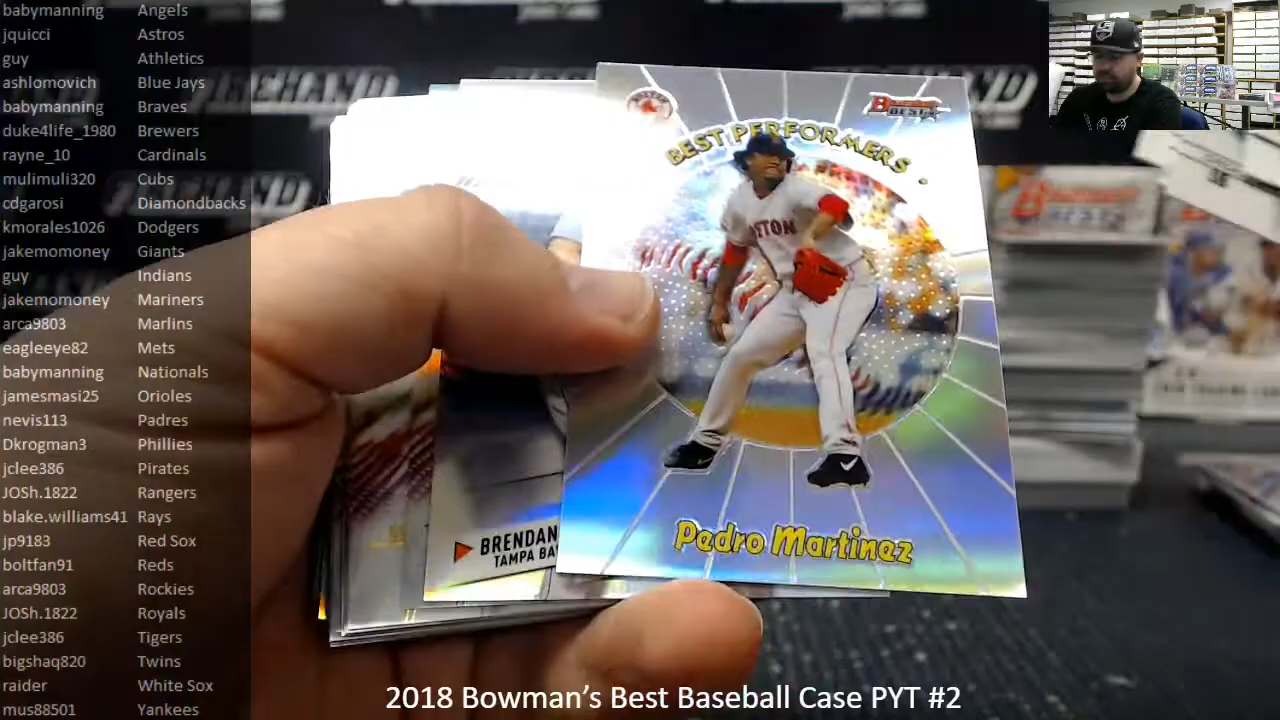 babymanning Angels
jquicci Astros
guy Athletics
ashlomovich Blue Jays
babymanning Braves
duke4life_1980 Brewers
rayne_10 Cardinals
mulimuli320 Cubs
cdgarosi Diamondbacks
kmorales1026 Dodgers
jakemomoney Giants
guy Indians
jakemomoney Mariners
arca9803 Marlins
eagleeye82 Mets
babymanning Nationals
jamesmasi25 Orioles
nevis113 Padres
Dkrogman3 Phillies
jclee386 Pirates
JOSh.1822 Rangers
blake.williams41 Rays
jp9183 Red Sox
boltfan91 Reds
arca9803 Rockies
JOSh.1822 Royals
jclee386 Tigers
bigshaq820 Twins
raider White Sox
mus88501 Yankees
BOWMAN'S BEST
BEST PERFORMERS
Pedro Martinez
BRENDAN
TAMPA BA
2018 Bowman's Best Baseball Case PYT #2